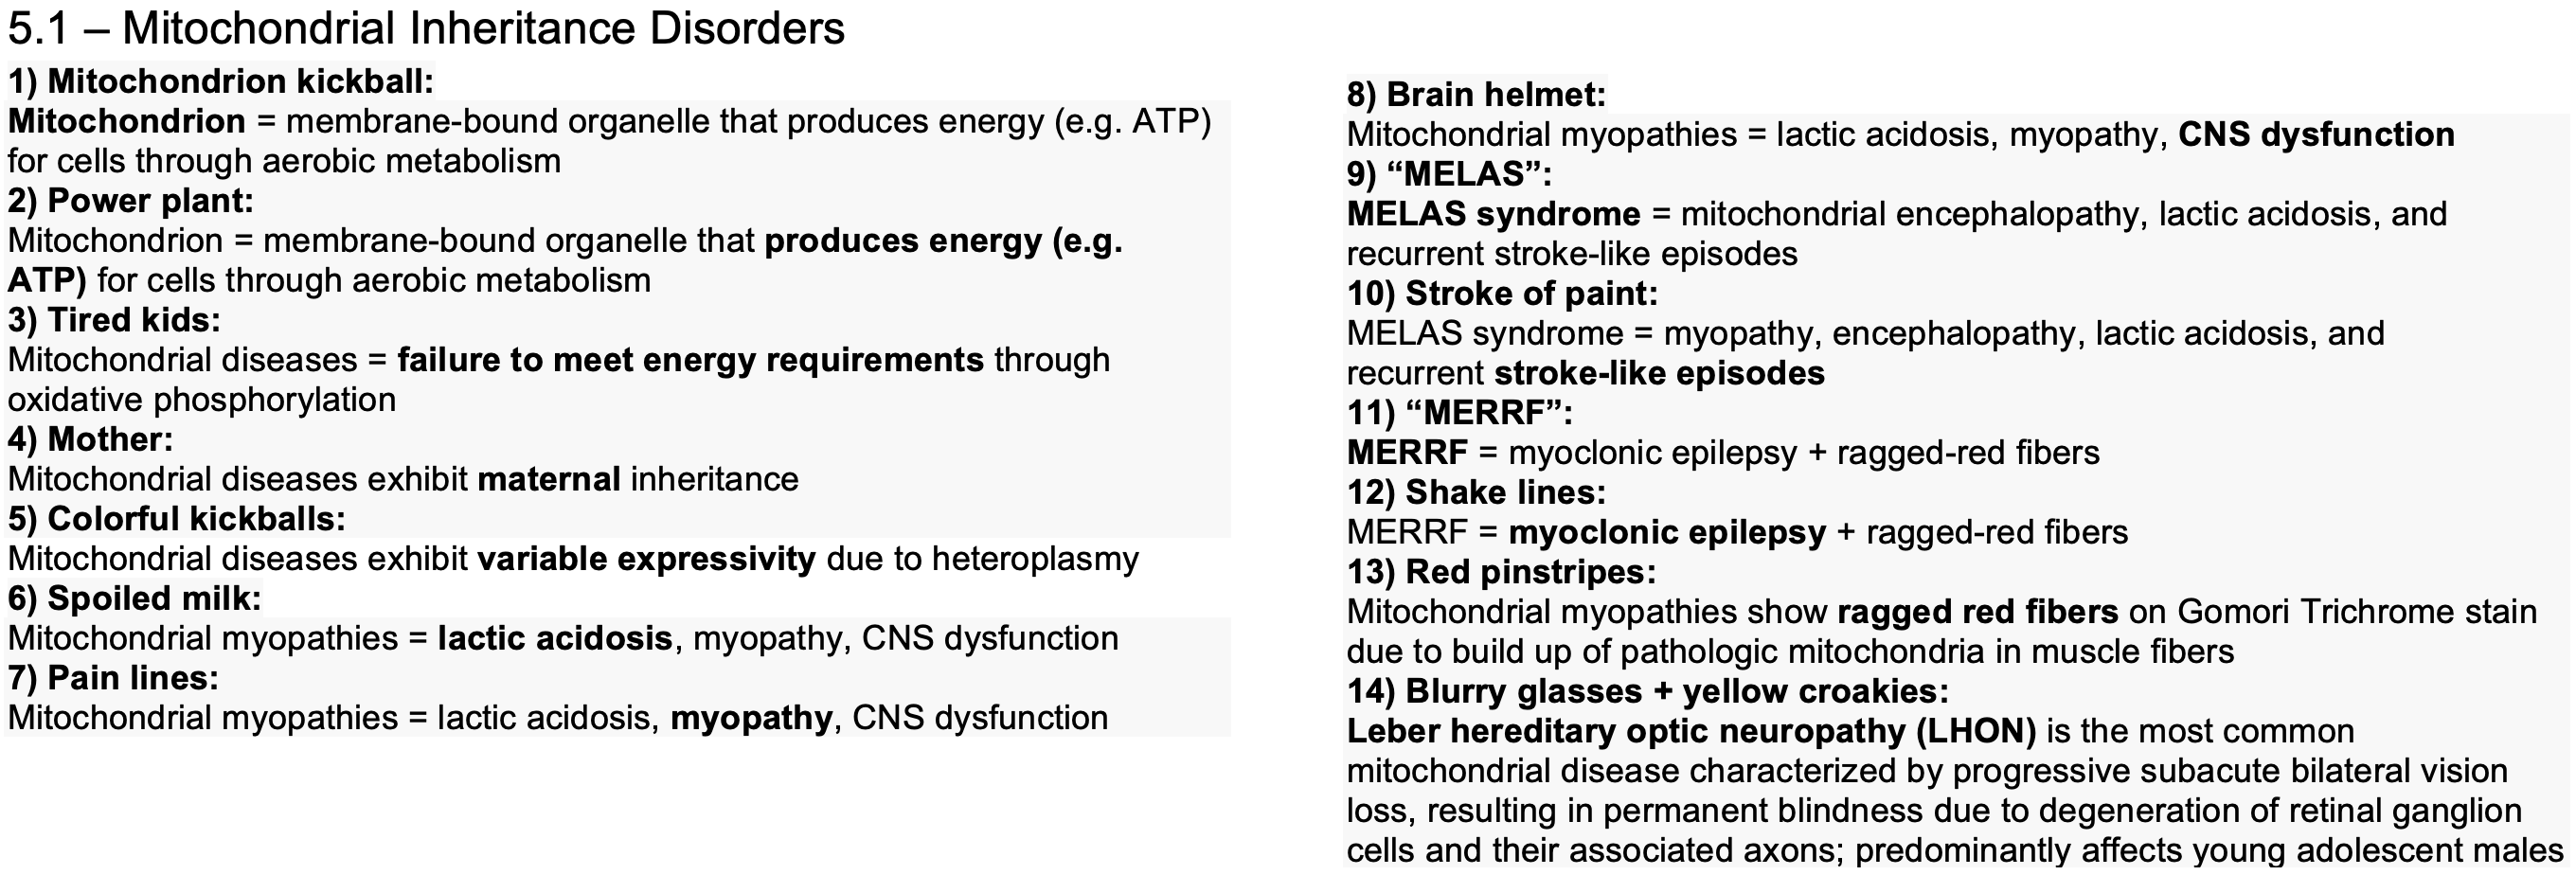 5.1 – Mitochondrial Inheritance Disorders
1) Mitochondrion kickball:
Mitochondrion = membrane-bound organelle that produces energy (e.g. ATP)
for cells through aerobic metabolism
2) Power plant:
Mitochondrion = membrane-bound organelle that produces energy (e.g.
ATP) for cells through aerobic metabolism
3) Tired kids:
Mitochondrial diseases = failure to meet energy requirements through
oxidative phosphorylation
4) Mother:
Mitochondrial diseases exhibit maternal inheritance
5) Colorful kickballs:
Mitochondrial diseases exhibit variable expressivity due to heteroplasmy
6) Spoiled milk:
Mitochondrial myopathies = lactic acidosis, myopathy, CNS dysfunction
7) Pain lines:
Mitochondrial myopathies = lactic acidosis, myopathy, CNS dysfunction
8) Brain helmet:
Mitochondrial myopathies = lactic acidosis, myopathy, CNS dysfunction
9) “MELAS”:
MELAS syndrome = mitochondrial encephalopathy, lactic acidosis, and
recurrent stroke-like episodes
10) Stroke of paint:
MELAS syndrome = myopathy, encephalopathy, lactic acidosis, and
recurrent stroke-like episodes
11) “MERRF”:
MERRF = myoclonic epilepsy + ragged-red fibers
12) Shake lines:
MERRF = myoclonic epilepsy + ragged-red fibers
13) Red pinstripes:
Mitochondrial myopathies show ragged red fibers on Gomori Trichrome stain
due to build up of pathologic mitochondria in muscle fibers
14) Blurry glasses + yellow croakies:
Leber hereditary optic neuropathy (LHON) is the most common
mitochondrial disease characterized by progressive subacute bilateral vision
loss, resulting in permanent blindness due to degeneration of retinal ganglion
cells and their associated axons; predominantly affects young adolescent males